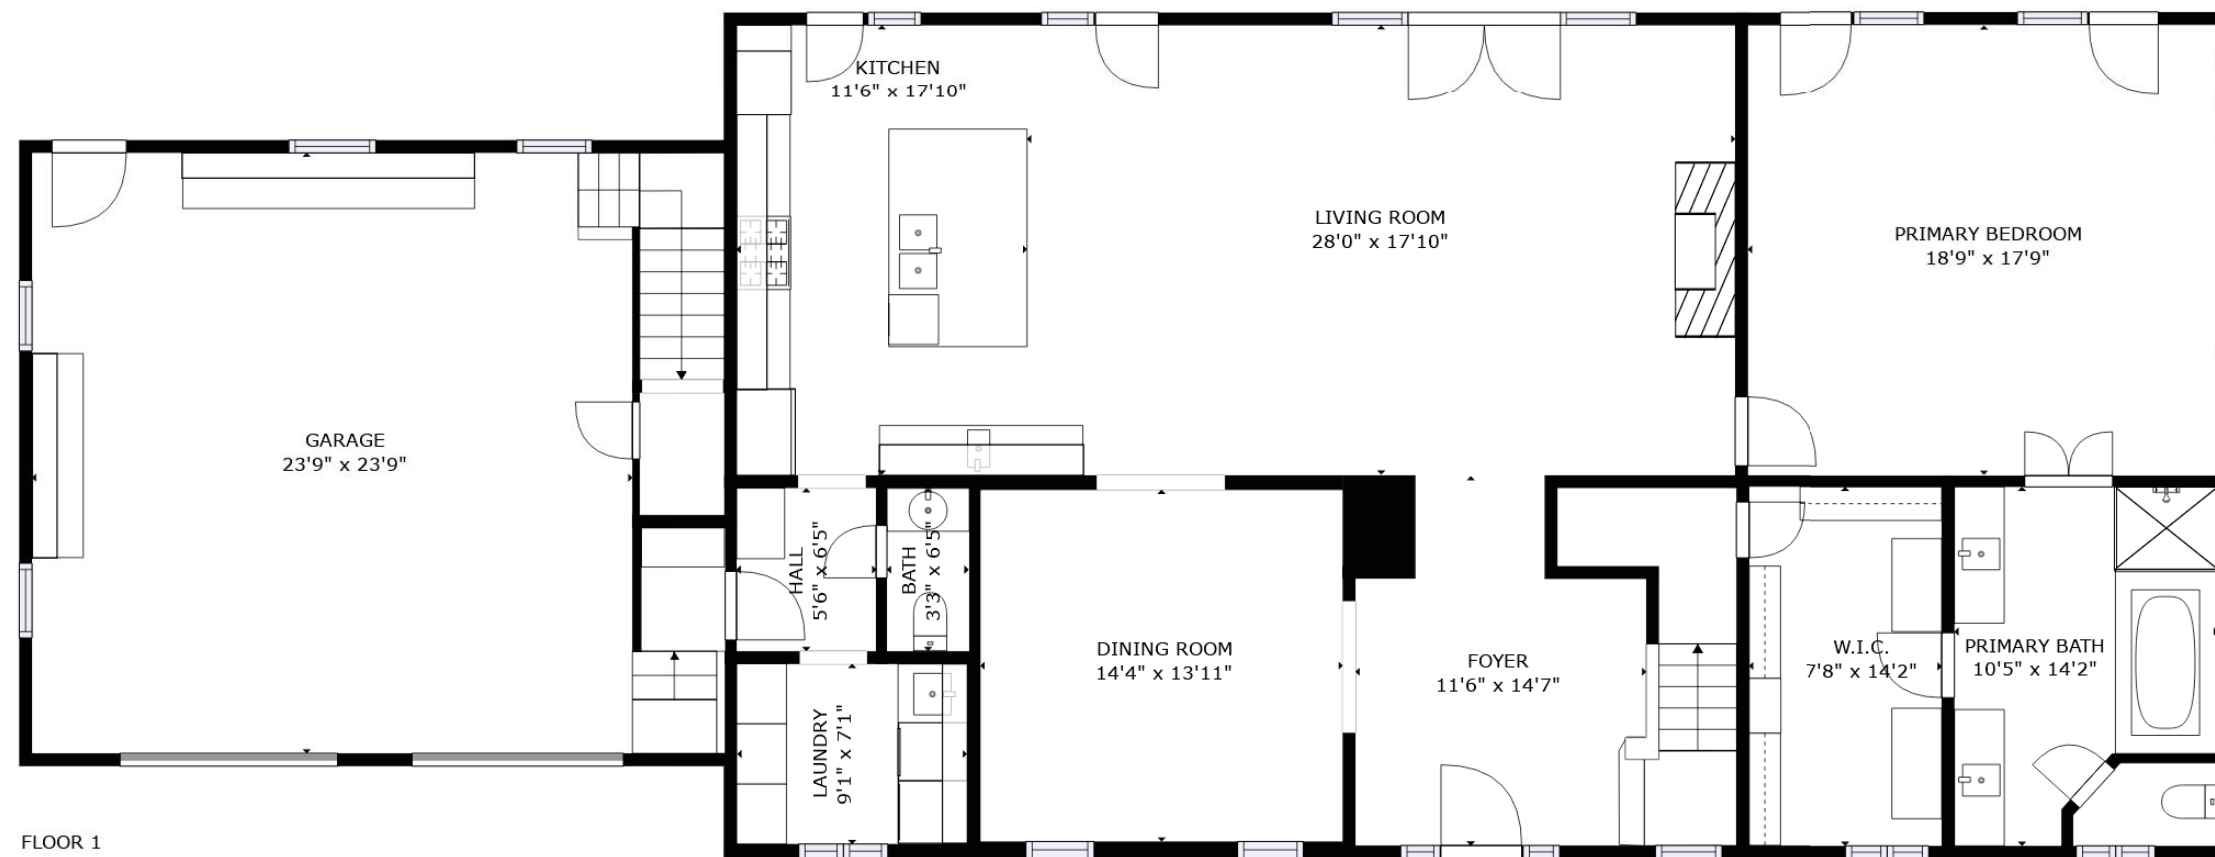 KITCHEN
11'6" x 17'10"
LIVING ROOM
28'0" x 17'10"
PRIMARY BEDROOM
18'9" x 17'9"
GARAGE
23'9" x 23'9"
HALL
5'6" x 6'5"
BATH
3'3" x 6'5"
DINING ROOM
14'4" x 13'11"
FOYER
11'6" x 14'7"
W.I.C.
7'8" x 14'2"
PRIMARY BATH
10'5" x 14'2"
LAUNDRY
9'1" x 7'1"
FLOOR 1